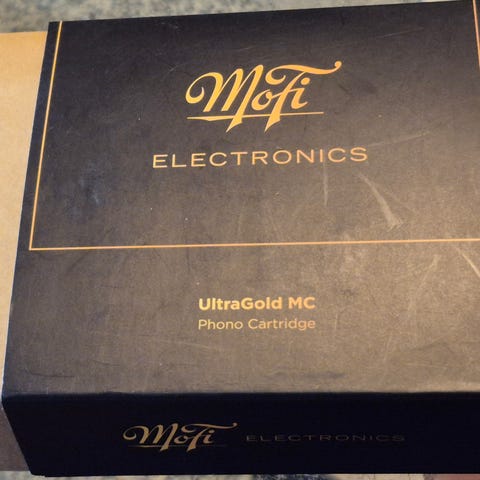 MoFi
ELECTRONICS
UltraGold MC
Phono Cartridge
MoFi ELECTRONICS